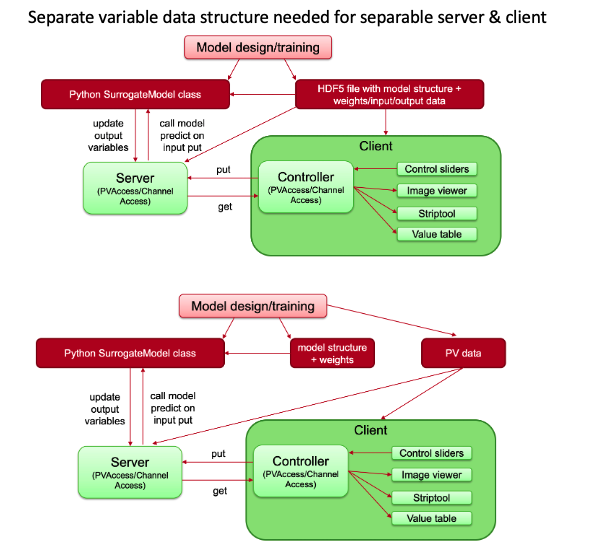 Separate variable data structure needed for separable server & client
Model design/training
Python SurrogateModel class
HDF5 file with model structure +
weights/input/output data
update
output
variables
call model
predict on
input put
Client
Server
(PVAccess/Channel
Access)
put
get
Controller
(PVAccess/Channel
Access)
Control sliders
Image viewer
Striptool
Value table
Model design/training
Python SurrogateModel class
model structure
+ weights
PV data
update
output
variables
call model
predict on
input put
Client
Server
(PVAccess/Channel
Access)
put
get
Controller
(PVAccess/Channel
Access)
Control sliders
Image viewer
Striptool
Value table